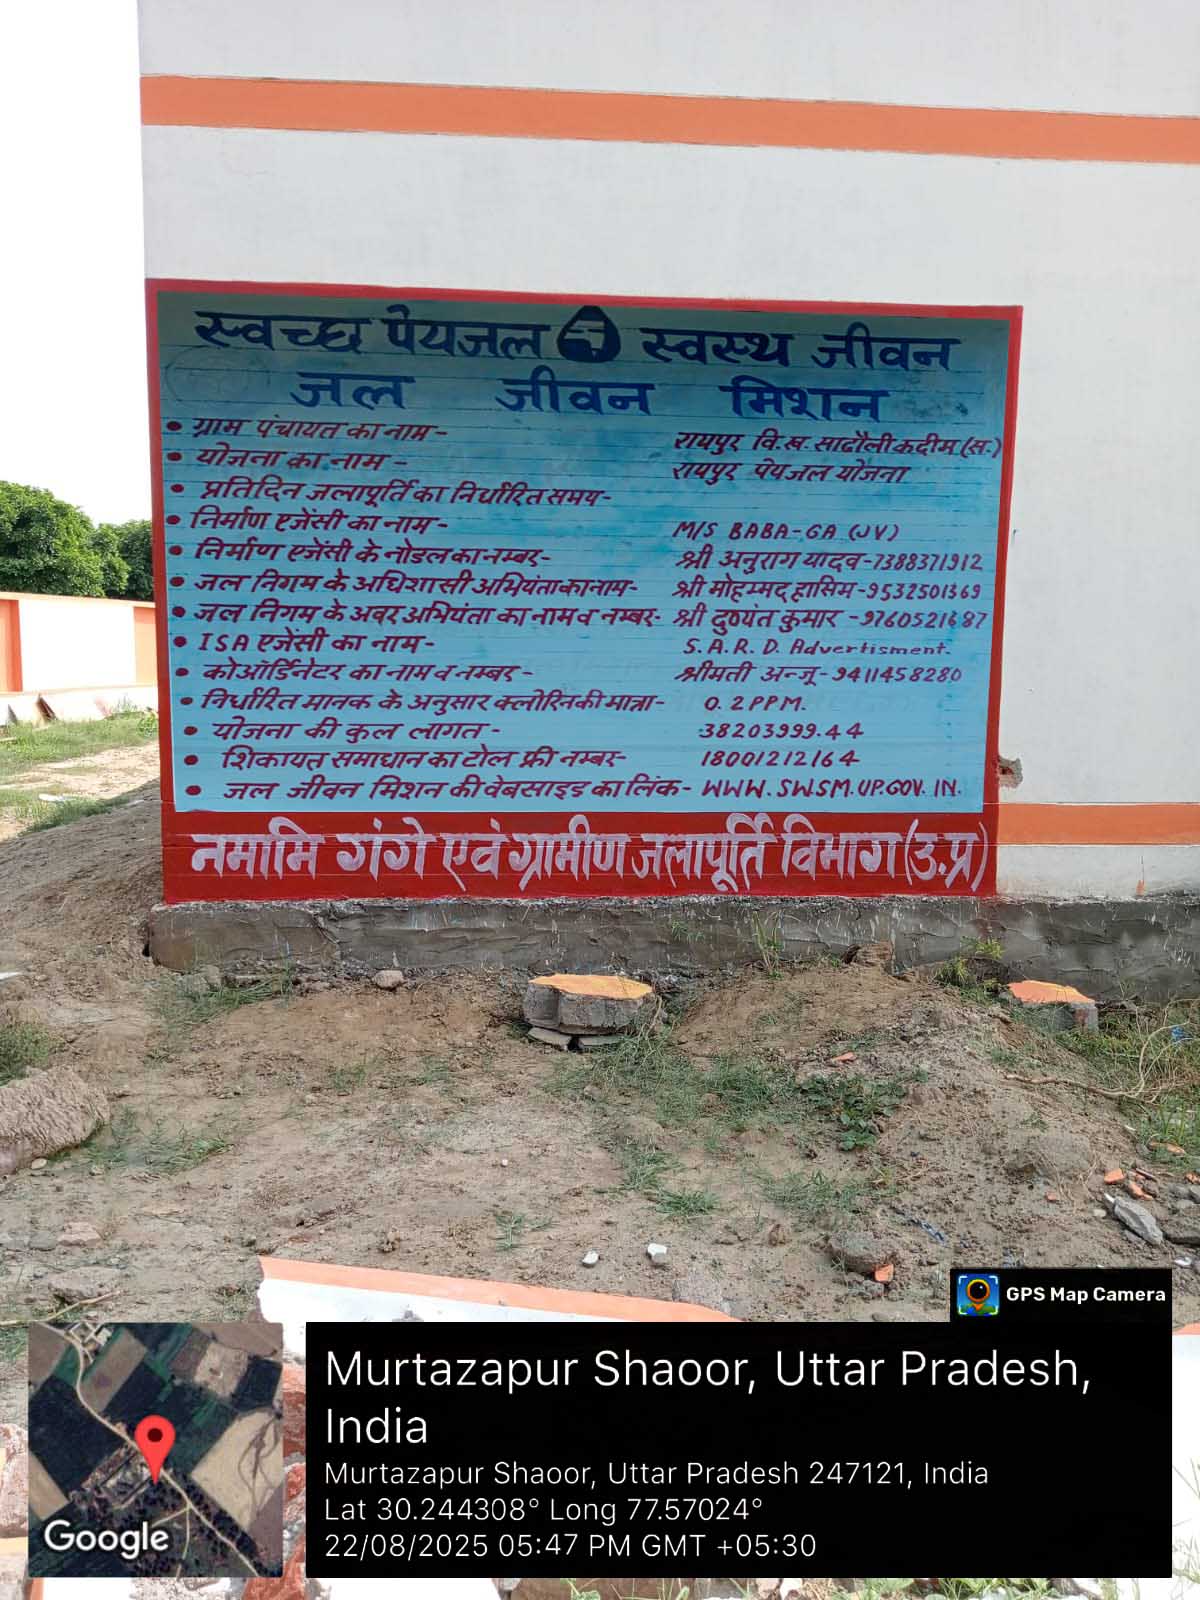 स्वच्छ पेयजल स्वस्थ जीवन
जल जीवन मिशन
• ग्राम पंचायत का नाम- रायपुर वि.ख. साढौली कदीम (स.)
• योजना का नाम - रायपुर पेयजल योजना
• प्रतिदिन जलापूर्ति का निर्धारित समय-
• निर्माण एजेंसी का नाम- M/S BABA-GA (JV)
• निर्माण एजेंसी के नोडल का नम्बर- श्री अनुराग यादव-7388371912
• जल निगम के अधिशासी अभियंता का नाम- श्री मोहम्मद हासिम-9532501369
• जल निगम के अवर अभियंता का नाम व नम्बर- श्री दुष्यंत कुमार -9760521687
• ISA एजेंसी का नाम- S.A.R.D. Advertisment.
• कोऑर्डिनेटर का नाम व नम्बर- श्रीमती अन्जू-9411458280
• निर्धारित मानक के अनुसार क्लोरिन की मात्रा- 0.2 PPM.
• योजना की कुल लागत - 38203999.44
• शिकायत समाधान का टोल फ्री नम्बर- 18001212164
• जल जीवन मिशन की वेबसाइड का लिंक- WWW.SWSM.UP.GOV.IN.
नमामि गंगे एवं ग्रामीण जलापूर्ति विभाग (उ.प्र)
GPS Map Camera
Murtazapur Shaoor, Uttar Pradesh,
India
Murtazapur Shaoor, Uttar Pradesh 247121, India
Lat 30.244308° Long 77.57024°
22/08/2025 05:47 PM GMT +05:30
Google